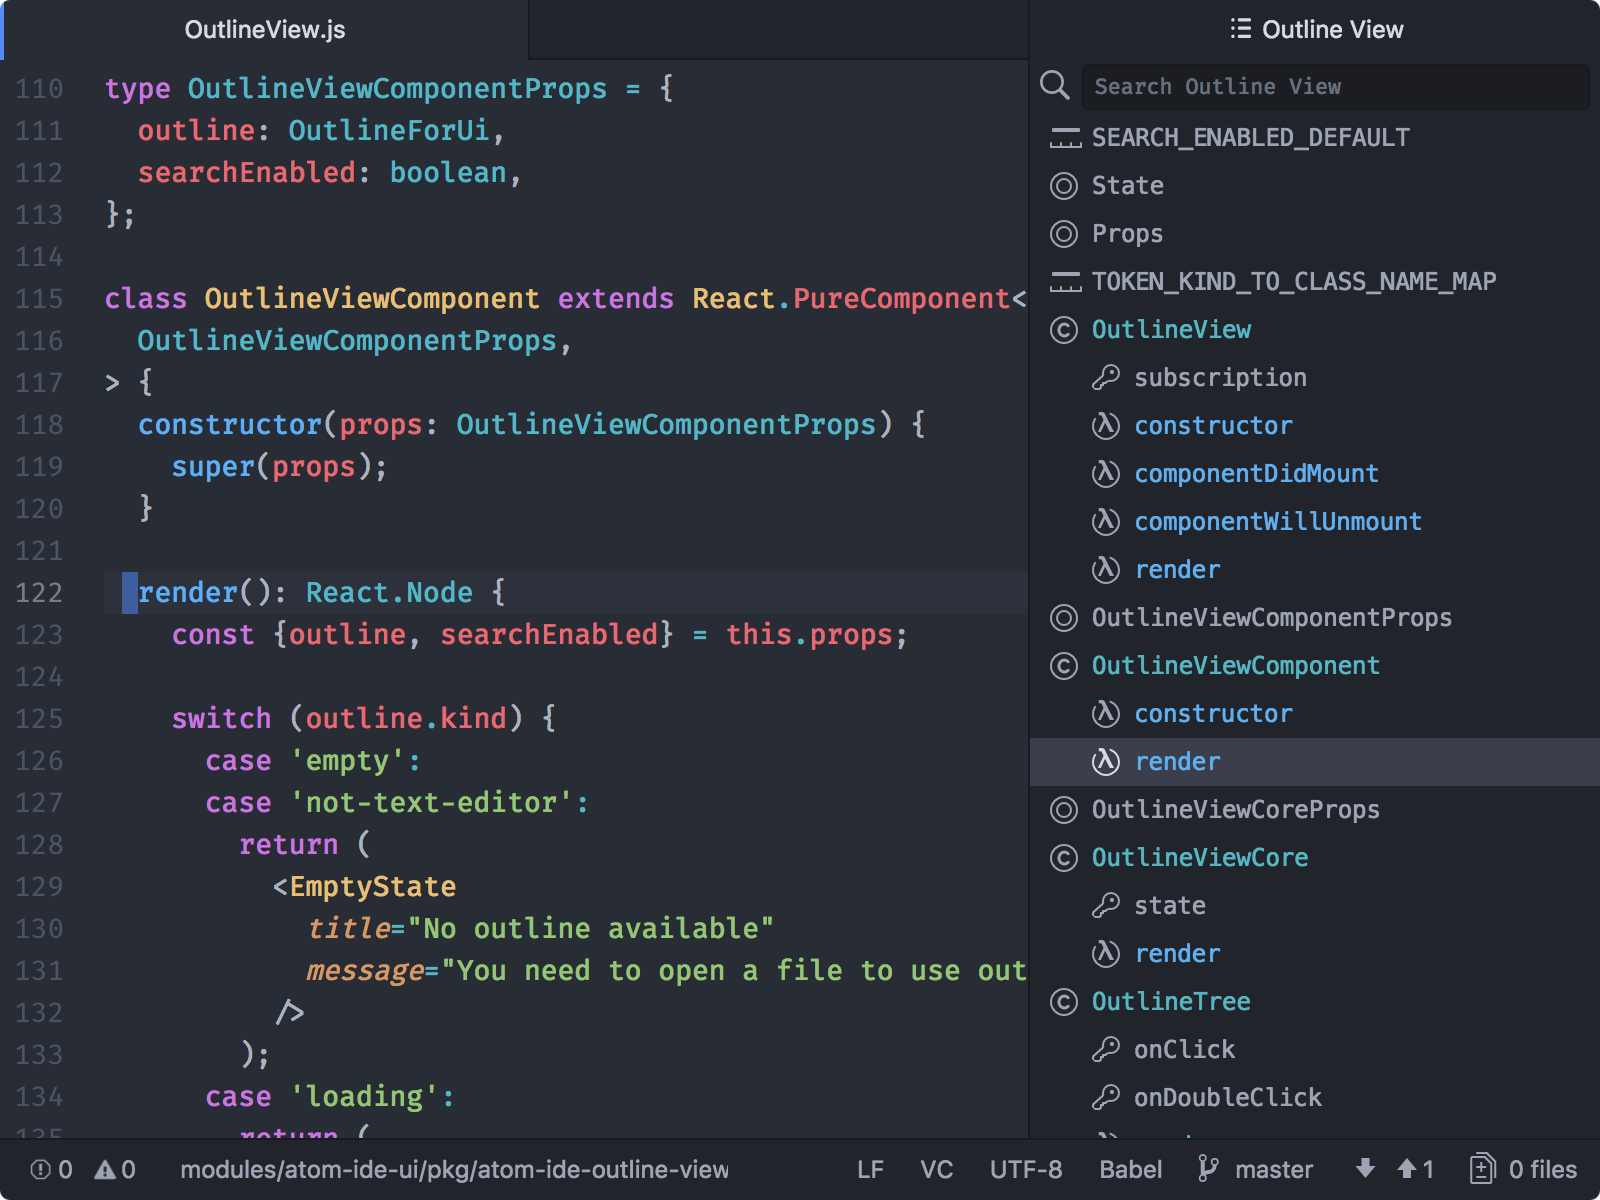 OutlineView.js
110 type OutlineViewComponentProps = {
111 outline: OutlineForUi,
112 searchEnabled: boolean,
113 };
114
115 class OutlineViewComponent extends React.PureComponent<
116 OutlineViewComponentProps,
117 > {
118 constructor(props: OutlineViewComponentProps) {
119 super(props);
120 }
121
122 render(): React.Node {
123 const {outline, searchEnabled} = this.props;
124
125 switch (outline.kind) {
126 case 'empty':
127 case 'not-text-editor':
128 return (
129 <EmptyState
130 title="No outline available"
131 message="You need to open a file to use out
132 />
133 );
134 case 'loading':
135 return (
Outline View
Search Outline View
SEARCH_ENABLED_DEFAULT
State
Props
TOKEN_KIND_TO_CLASS_NAME_MAP
C OutlineView
subscription
λ constructor
λ componentDidMount
λ componentWillUnmount
λ render
OutlineViewComponentProps
C OutlineViewComponent
λ constructor
λ render
OutlineViewCoreProps
C OutlineViewCore
state
λ render
C OutlineTree
onClick
onDoubleClick
0 0 modules/atom-ide-ui/pkg/atom-ide-outline-view LF VC UTF-8 Babel master 1 0 files